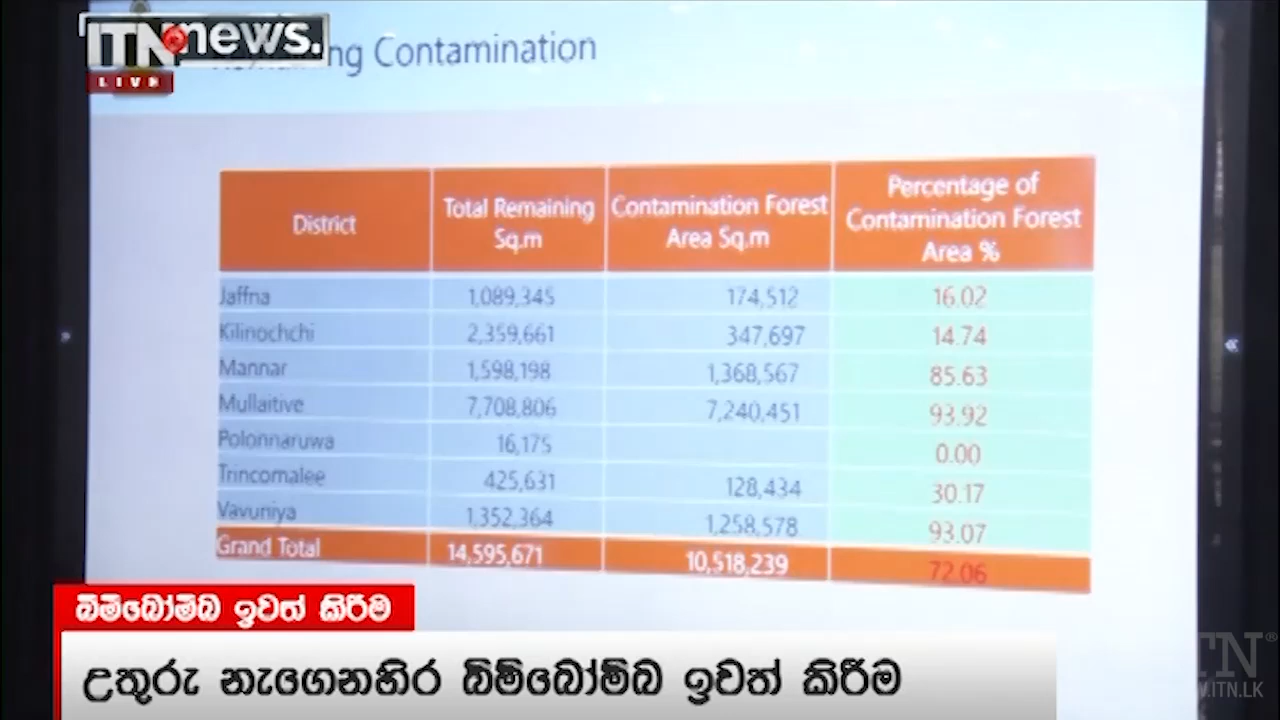 ITN news.
LIVE
Remaining Contamination
District	Total Remaining Sq.m	Contamination Forest Area Sq.m	Percentage of Contamination Forest Area %
Jaffna	1,089,345	174,512	16.02
Kilinochchi	2,359,661	347,697	14.74
Mannar	1,598,198	1,368,567	85.63
Mullaitive	7,708,806	7,240,451	93.92
Polonnaruwa	16,175		0.00
Trincomalee	425,631	128,434	30.17
Vavuniya	1,352,364	1,258,578	93.07
Grand Total	14,595,671	10,518,239	72.06
බිම්බෝම්බ ඉවත් කිරීම
උතුරු නැගෙනහිර බිම්බෝම්බ ඉවත් කිරීම
ITN®
WWW.ITN.LK